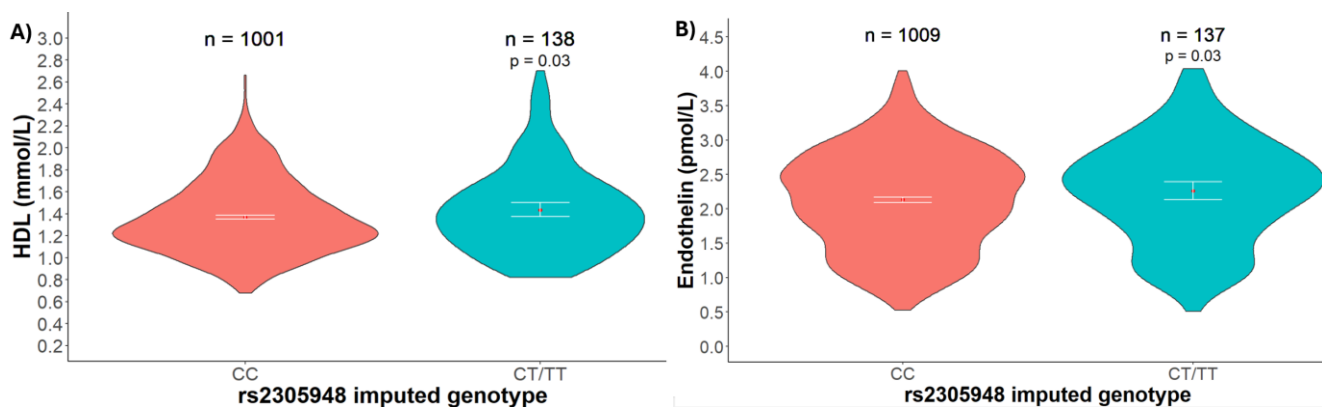 A)
n = 1001
n = 138
p = 0.03
HDL (mmol/L)
3.0
2.8
2.6
2.4
2.2
2.0
1.8
1.6
1.4
1.2
1.0
0.8
0.6
0.4
0.2
CC
CT/TT
rs2305948 imputed genotype
B)
n = 1009
n = 137
p = 0.03
Endothelin (pmol/L)
4.5
4.0
3.5
3.0
2.5
2.0
1.5
1.0
0.5
0.0
CC
CT/TT
rs2305948 imputed genotype